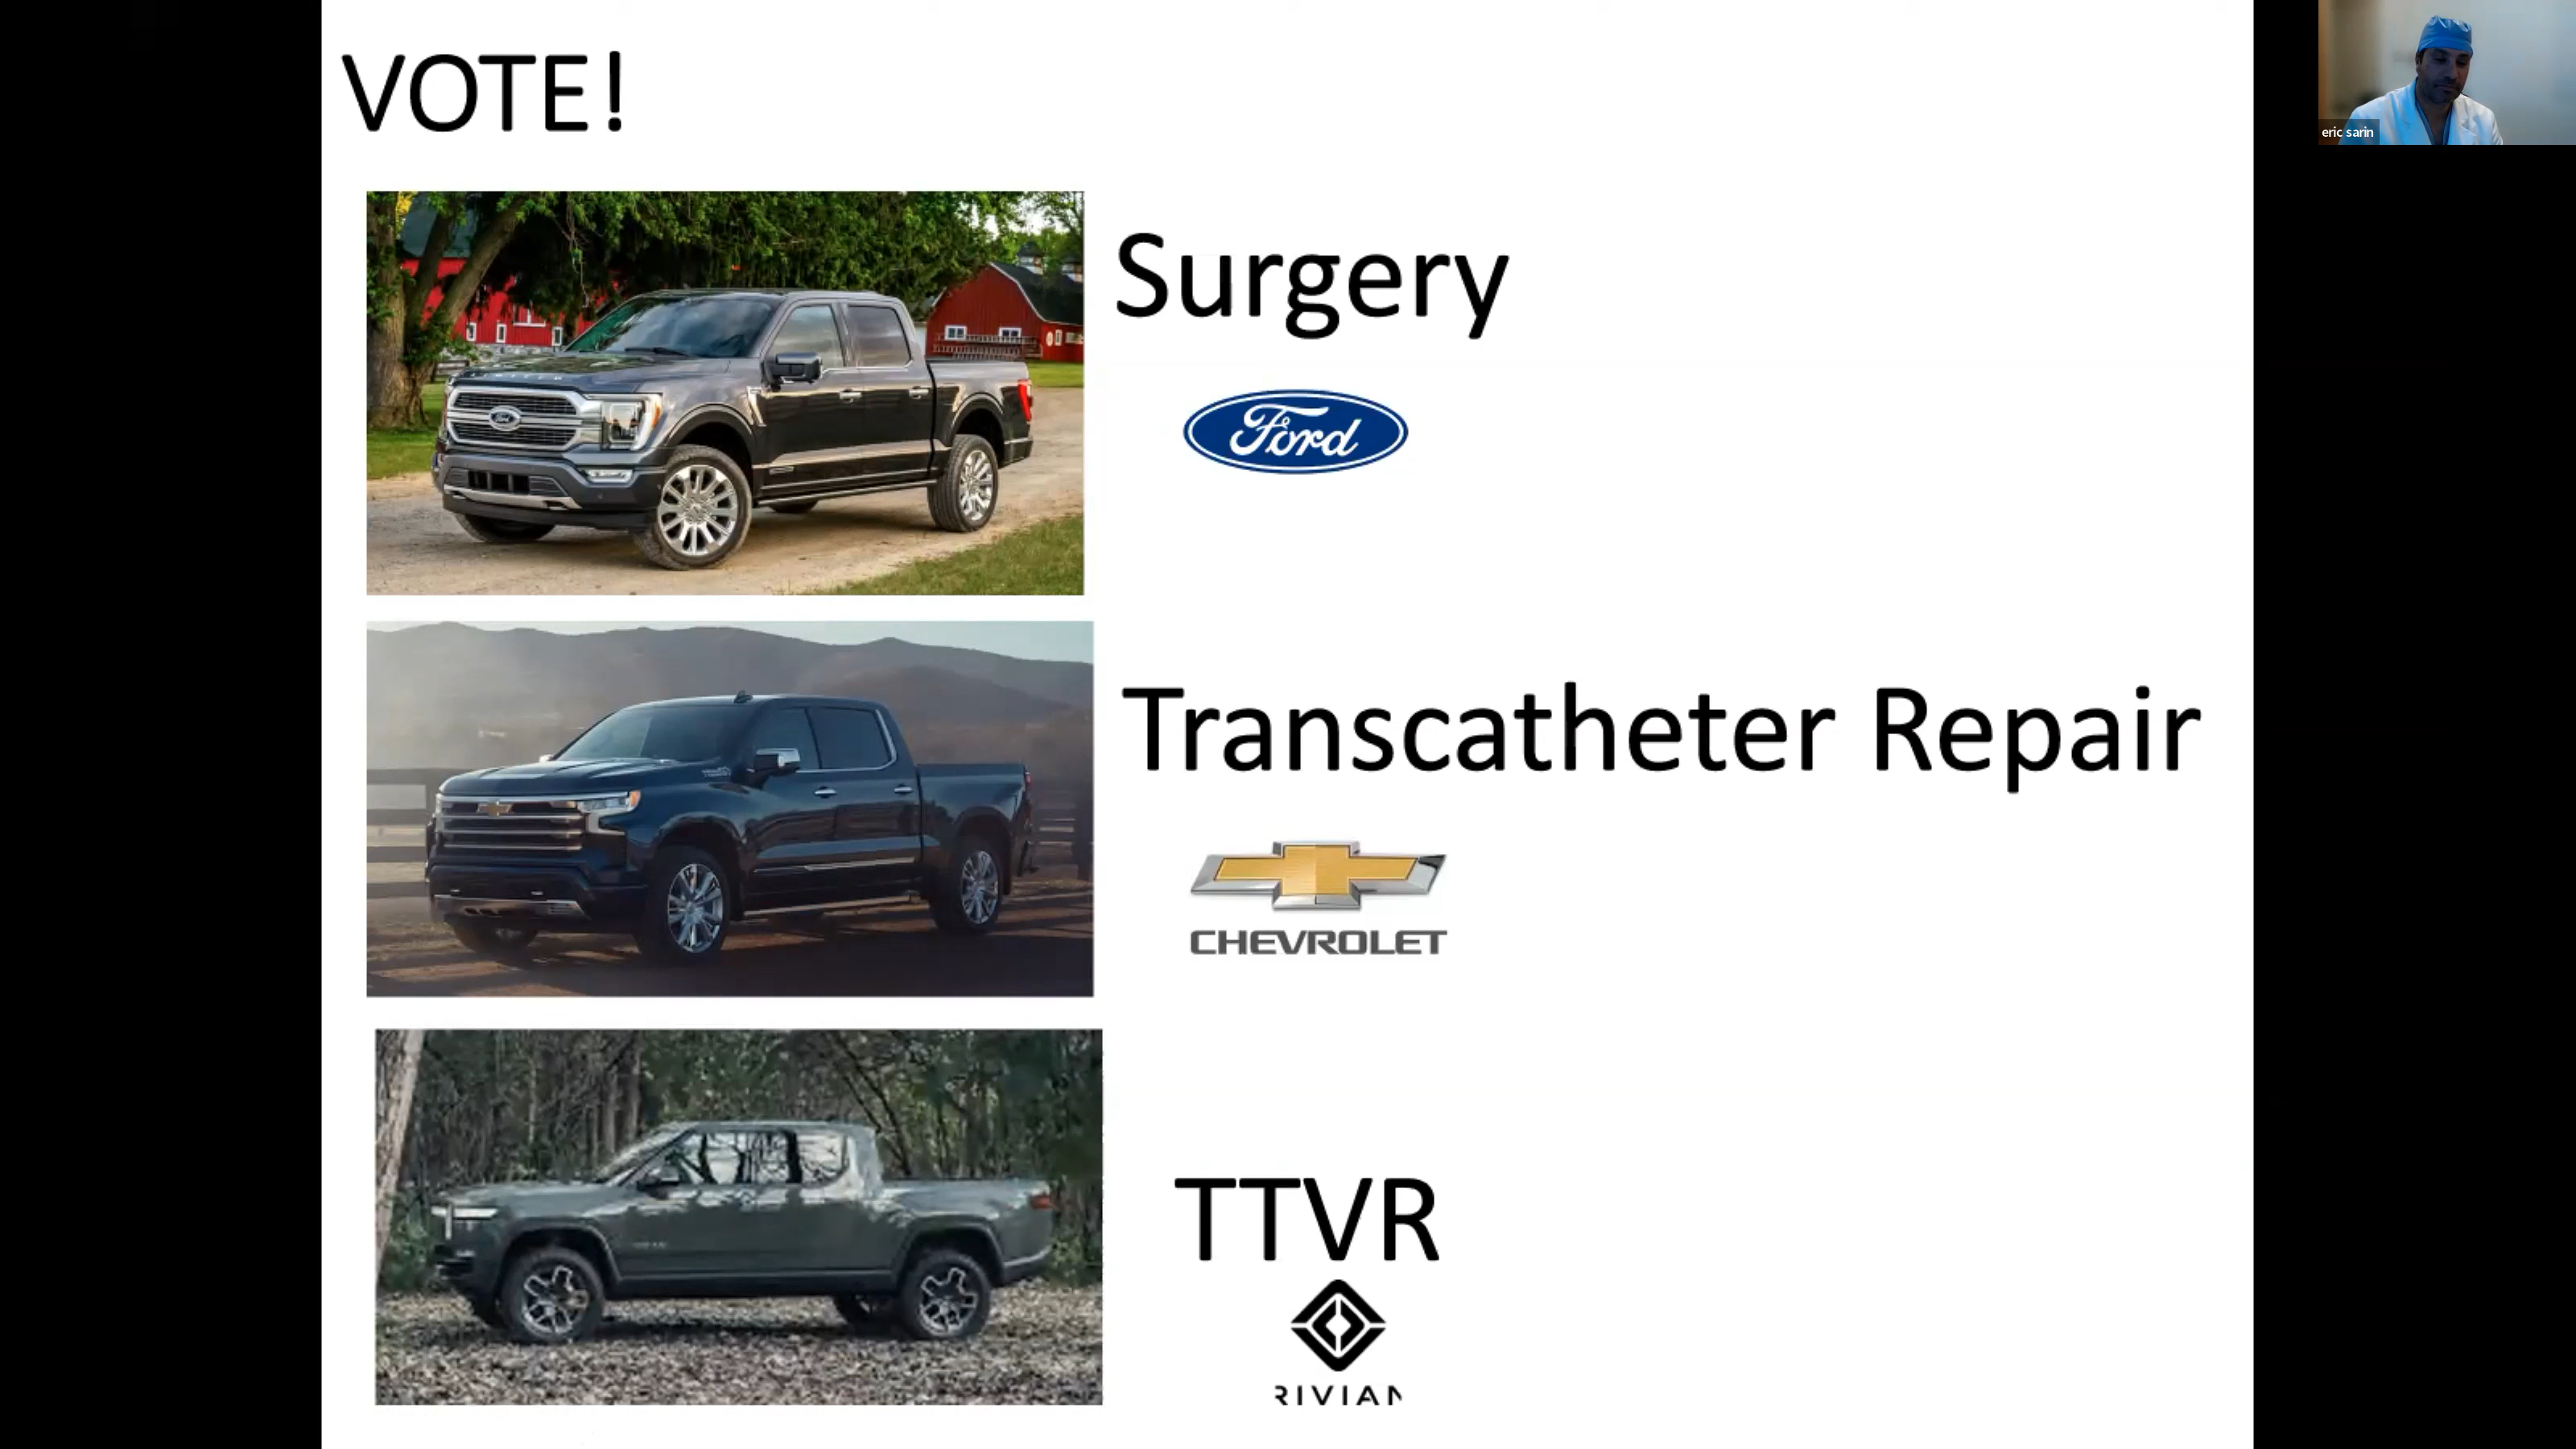 VOTE!
Surgery
Ford
Transcatheter Repair
CHEVROLET
TTVR
RIVIAN
eric sarin